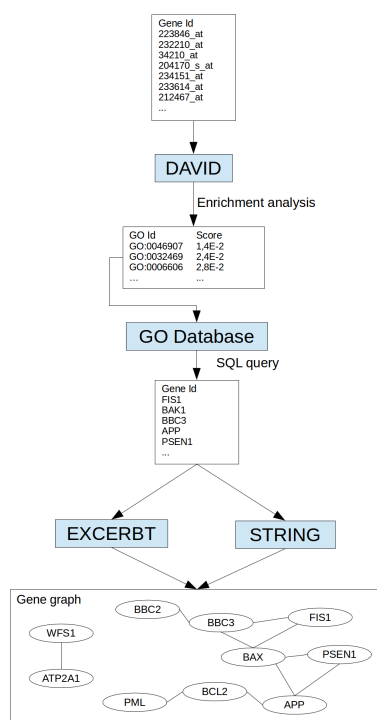 Gene Id
223846_at
232210_at
34210_at
204170_s_at
234151_at
233614_at
212467_at
...
DAVID
Enrichment analysis
GO Id Score
GO:0046907 1,4E-2
GO:0032469 2,4E-2
GO:0006606 2,8E-2
... ...
GO Database
SQL query
Gene Id
FIS1
BAK1
BBC3
APP
PSEN1
...
EXCERBT
STRING
Gene graph
BBC2
BBC3
FIS1
WFS1
BAX
PSEN1
ATP2A1
BCL2
PML
APP